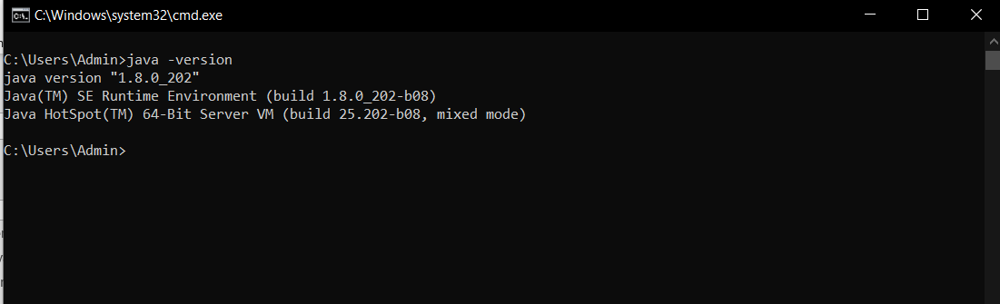 C:\Windows\system32\cmd.exe
C:\Users\Admin>java -version
java version "1.8.0_202"
Java(TM) SE Runtime Environment (build 1.8.0_202-b08)
Java HotSpot(TM) 64-Bit Server VM (build 25.202-b08, mixed mode)
C:\Users\Admin>